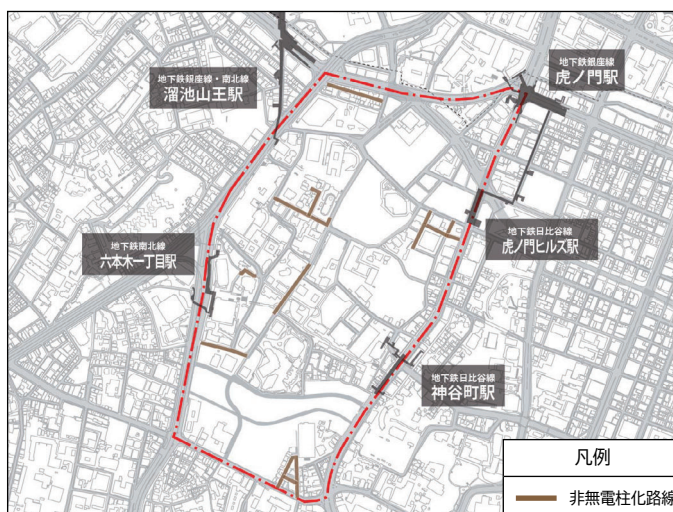 地下鉄銀座線・南北線
溜池山王駅
地下鉄銀座線
虎ノ門駅
地下鉄日比谷線
虎ノ門ヒルズ駅
地下鉄南北線
六本木一丁目駅
地下鉄日比谷線
神谷町駅
凡例
非無電柱化路線